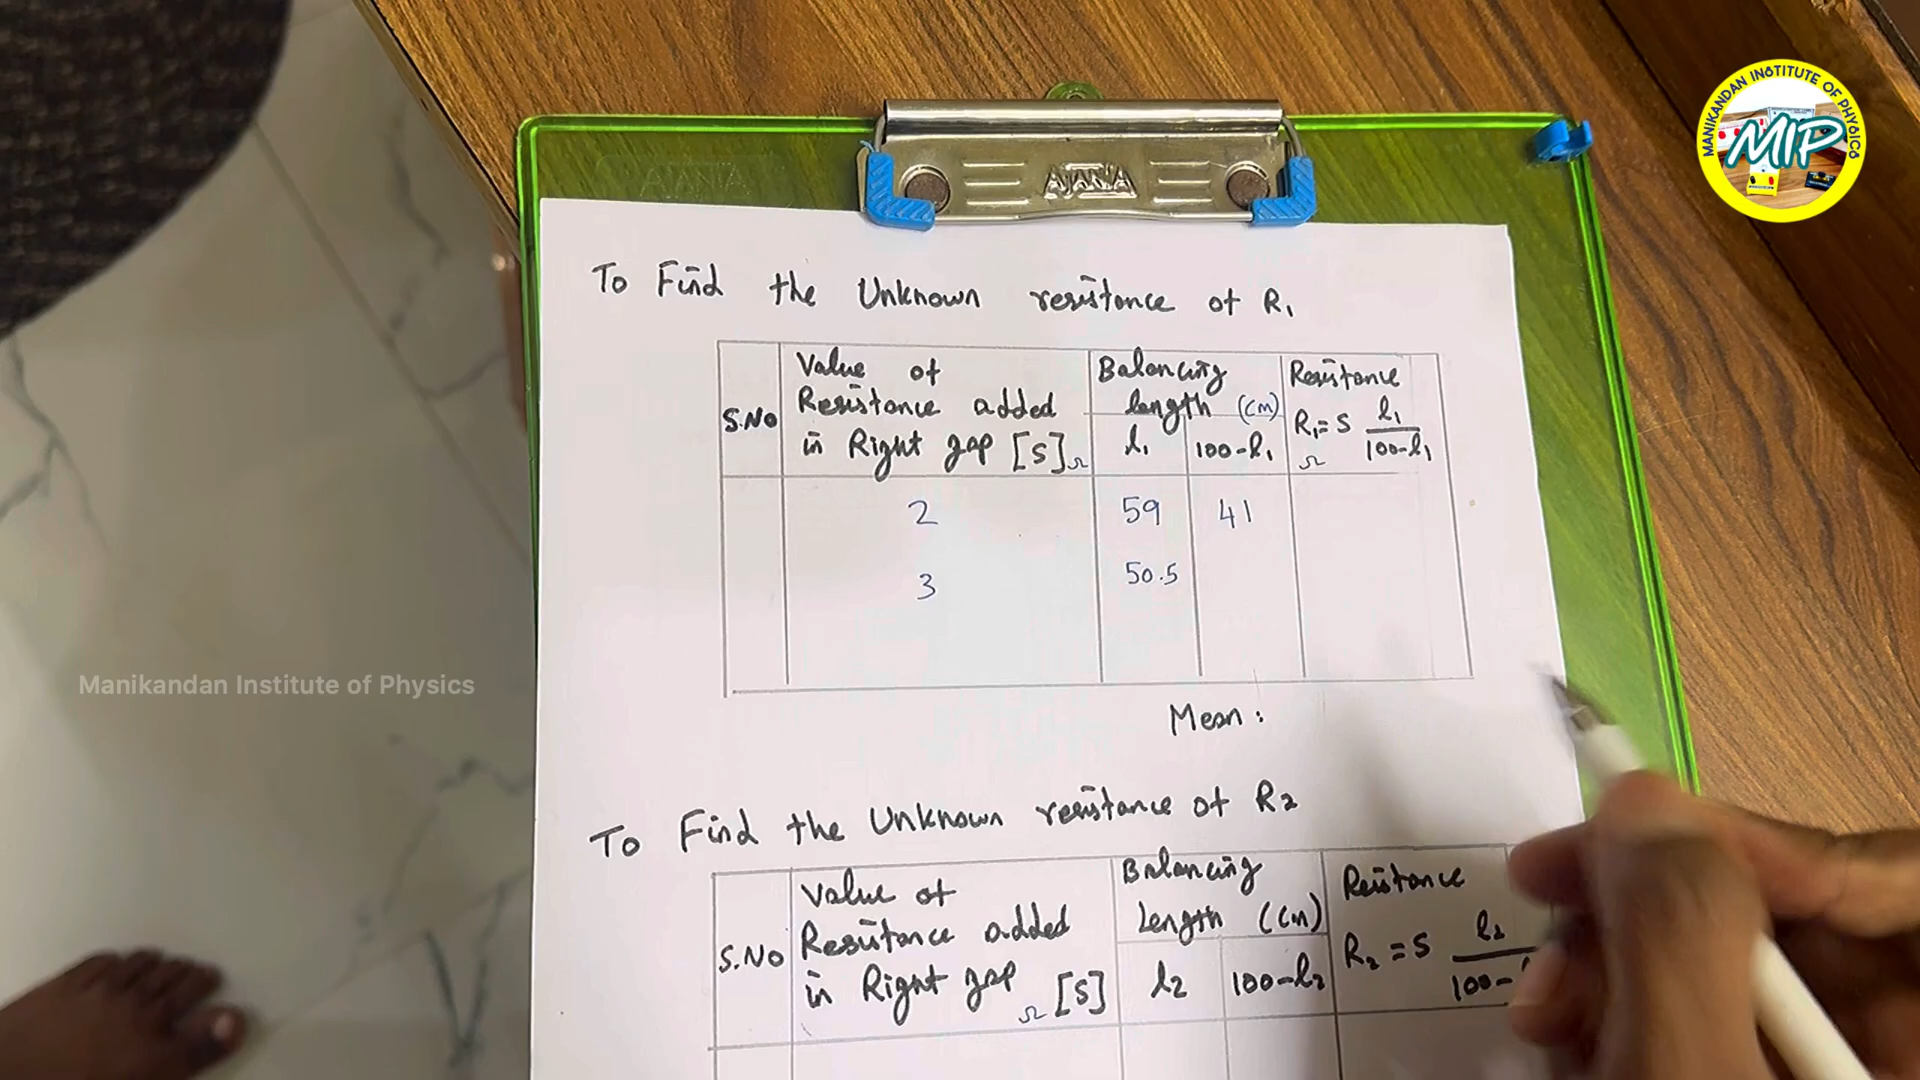 MANIKANDAN INSTITUTE OF PHYSICS
MIP
AJANTA
To Find the Unknown resistance of R₁
S.No
Value of
Resistance added
in Right gap [S]Ω
Balancing
length (cm)
l₁
100-l₁
Resistance
R₁=S l₁/100-l₁
Ω
2 59 41
3 50.5
Mean :
Manikandan Institute of Physics
To Find the Unknown resistance of R₂
S.No
Value of
Resistance added
in Right gap Ω [S]
Balancing
Length (cm)
l₂
100-l₂
Resistance
R₂=S l₂/100-